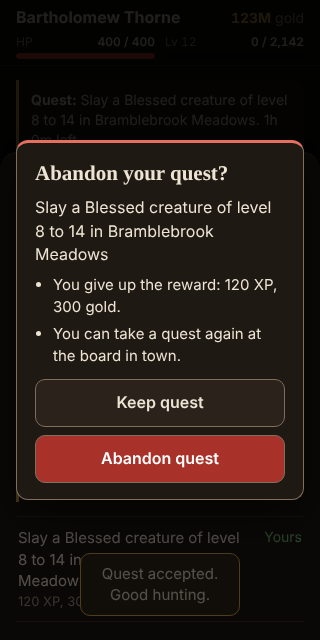 Bartholomew Thorne 123M gold
HP 400 / 400 Lv 12 0 / 2,142
Quest: Slay a Blessed creature of level
8 to 14 in Bramblebrook Meadows. 1h
left
Abandon your quest?
Slay a Blessed creature of level
8 to 14 in Bramblebrook
Meadows
• You give up the reward: 120 XP,
300 gold.
• You can take a quest again at
the board in town.
Keep quest
Abandon quest
Slay a Blessed creature of level Yours
8 to 14 in
Meadow
120 XP, 30
Quest accepted.
Good hunting.